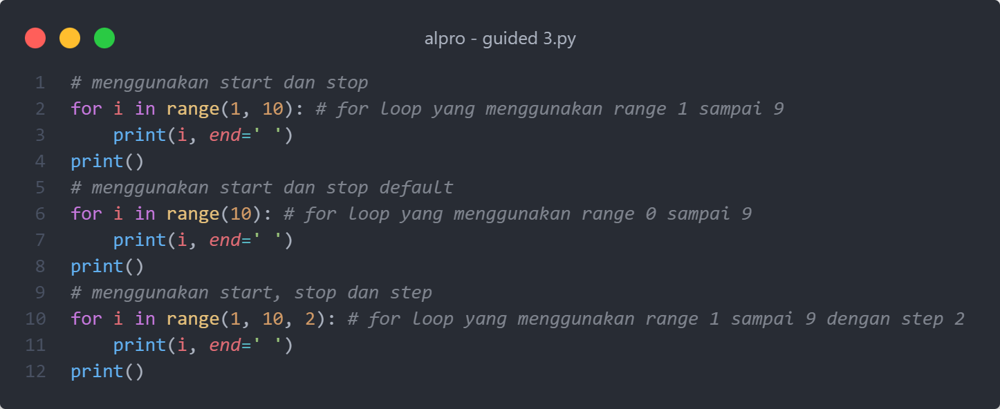 alpro - guided 3.py
1 # menggunakan start dan stop
2 for i in range(1, 10): # for loop yang menggunakan range 1 sampai 9
3     print(i, end=' ')
4 print()
5 # menggunakan start dan stop default
6 for i in range(10): # for loop yang menggunakan range 0 sampai 9
7     print(i, end=' ')
8 print()
9 # menggunakan start, stop dan step
10 for i in range(1, 10, 2): # for loop yang menggunakan range 1 sampai 9 dengan step 2
11     print(i, end=' ')
12 print()